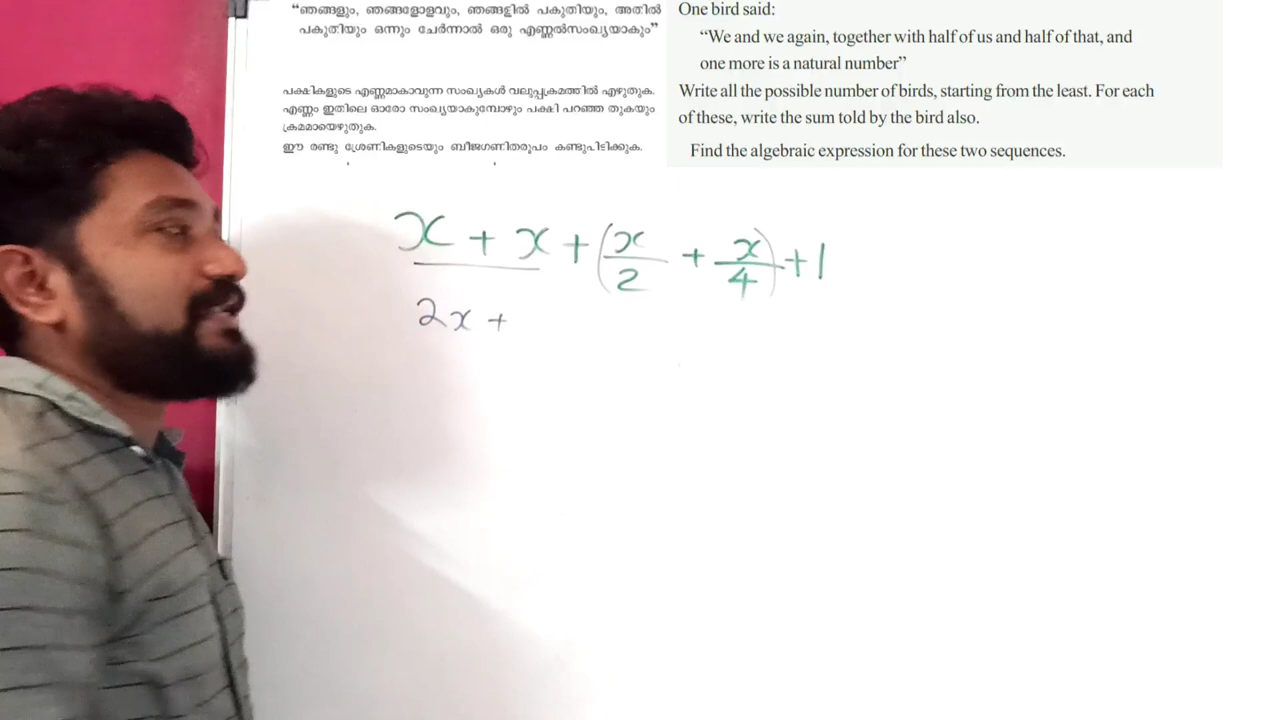 “ഞങ്ങളും, ഞങ്ങളോളവും, ഞങ്ങളിൽ പകുതിയും, അതിൽ
പകുതിയും ഒന്നും ചേർന്നാൽ ഒരു എണ്ണൽസംഖ്യയാകും”
പക്ഷികളുടെ എണ്ണമാകാവുന്ന സംഖ്യകൾ വലുപ്പക്രമത്തിൽ എഴുതുക.
എണ്ണം ഇതിലെ ഓരോ സംഖ്യയാകുമ്പോഴും പക്ഷി പറഞ്ഞ തുകയും
ക്രമമായെഴുതുക.
ഈ രണ്ടു ശ്രേണികളുടെയും ബീജഗണിതരൂപം കണ്ടുപിടിക്കുക.
One bird said:
“We and we again, together with half of us and half of that, and
one more is a natural number”
Write all the possible number of birds, starting from the least. For each
of these, write the sum told by the bird also.
Find the algebraic expression for these two sequences.
x + x + (x/2 + x/4) + 1
2x +